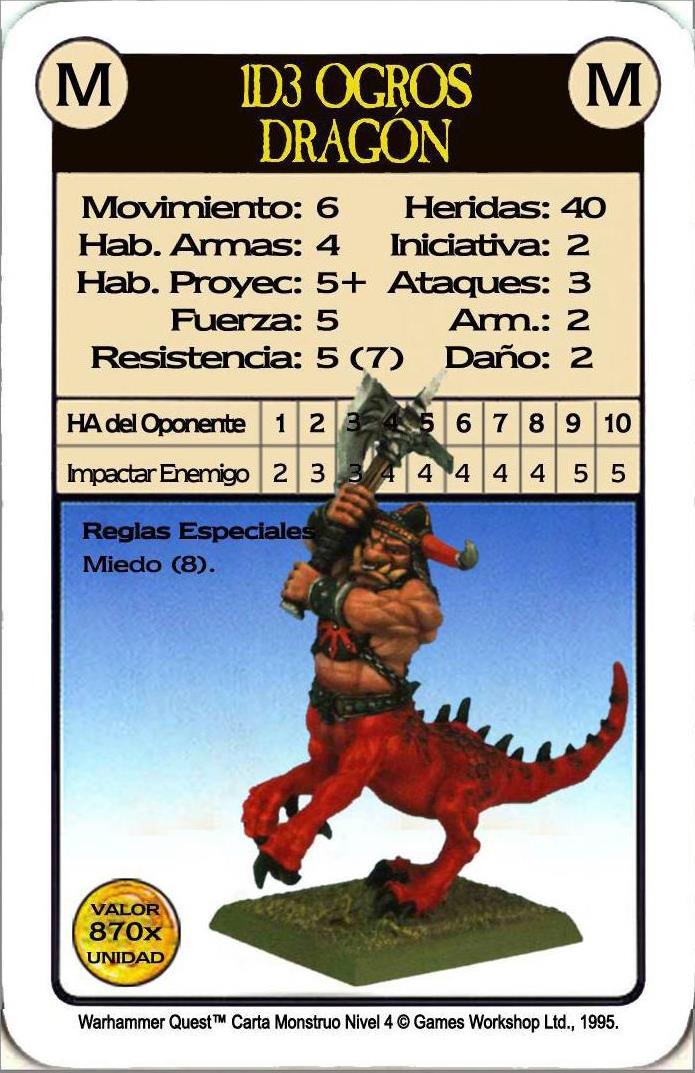 M 1D3 OGROS M
DRAGÓN
Movimiento: 6 Heridas: 40
Hab. Armas: 4 Iniciativa: 2
Hab. Proyec: 5+ Ataques: 3
Fuerza: 5 Arm.: 2
Resistencia: 5 (7) Daño: 2
HA del Oponente 1 2 3 4 5 6 7 8 9 10
Impactar Enemigo 2 3 3 4 4 4 4 4 5 5
Reglas Especiales
Miedo (8).
VALOR
870x
UNIDAD
Warhammer Quest™ Carta Monstruo Nivel 4 © Games Workshop Ltd., 1995.